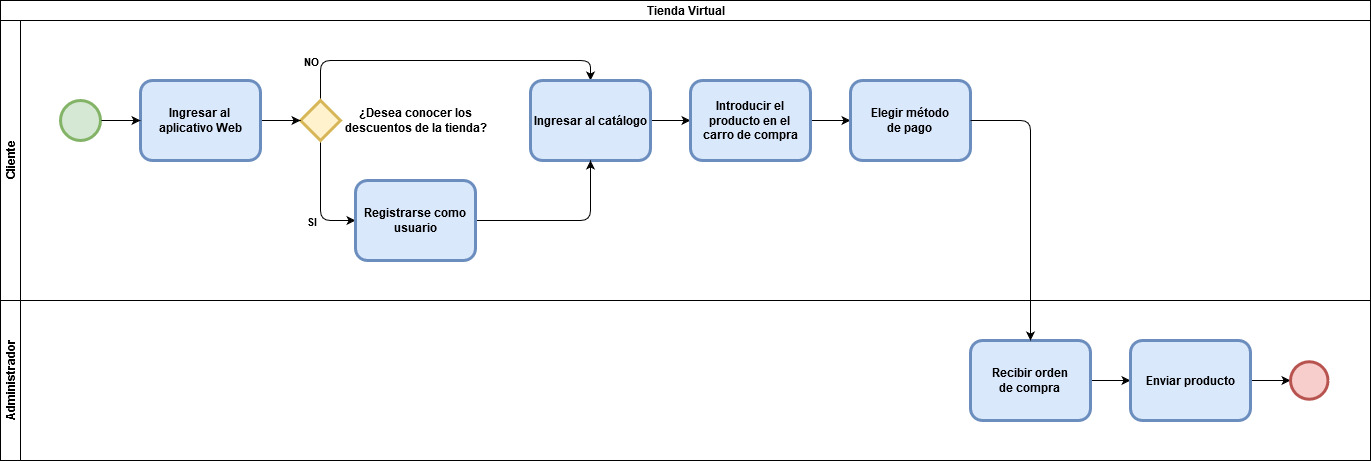 Tienda Virtual
Cliente
Ingresar al
aplicativo Web
NO
¿Desea conocer los
descuentos de la tienda?
SI
Registrarse como
usuario
Ingresar al catálogo
Introducir el
producto en el
carro de compra
Elegir método
de pago
Administrador
Recibir orden
de compra
Enviar producto